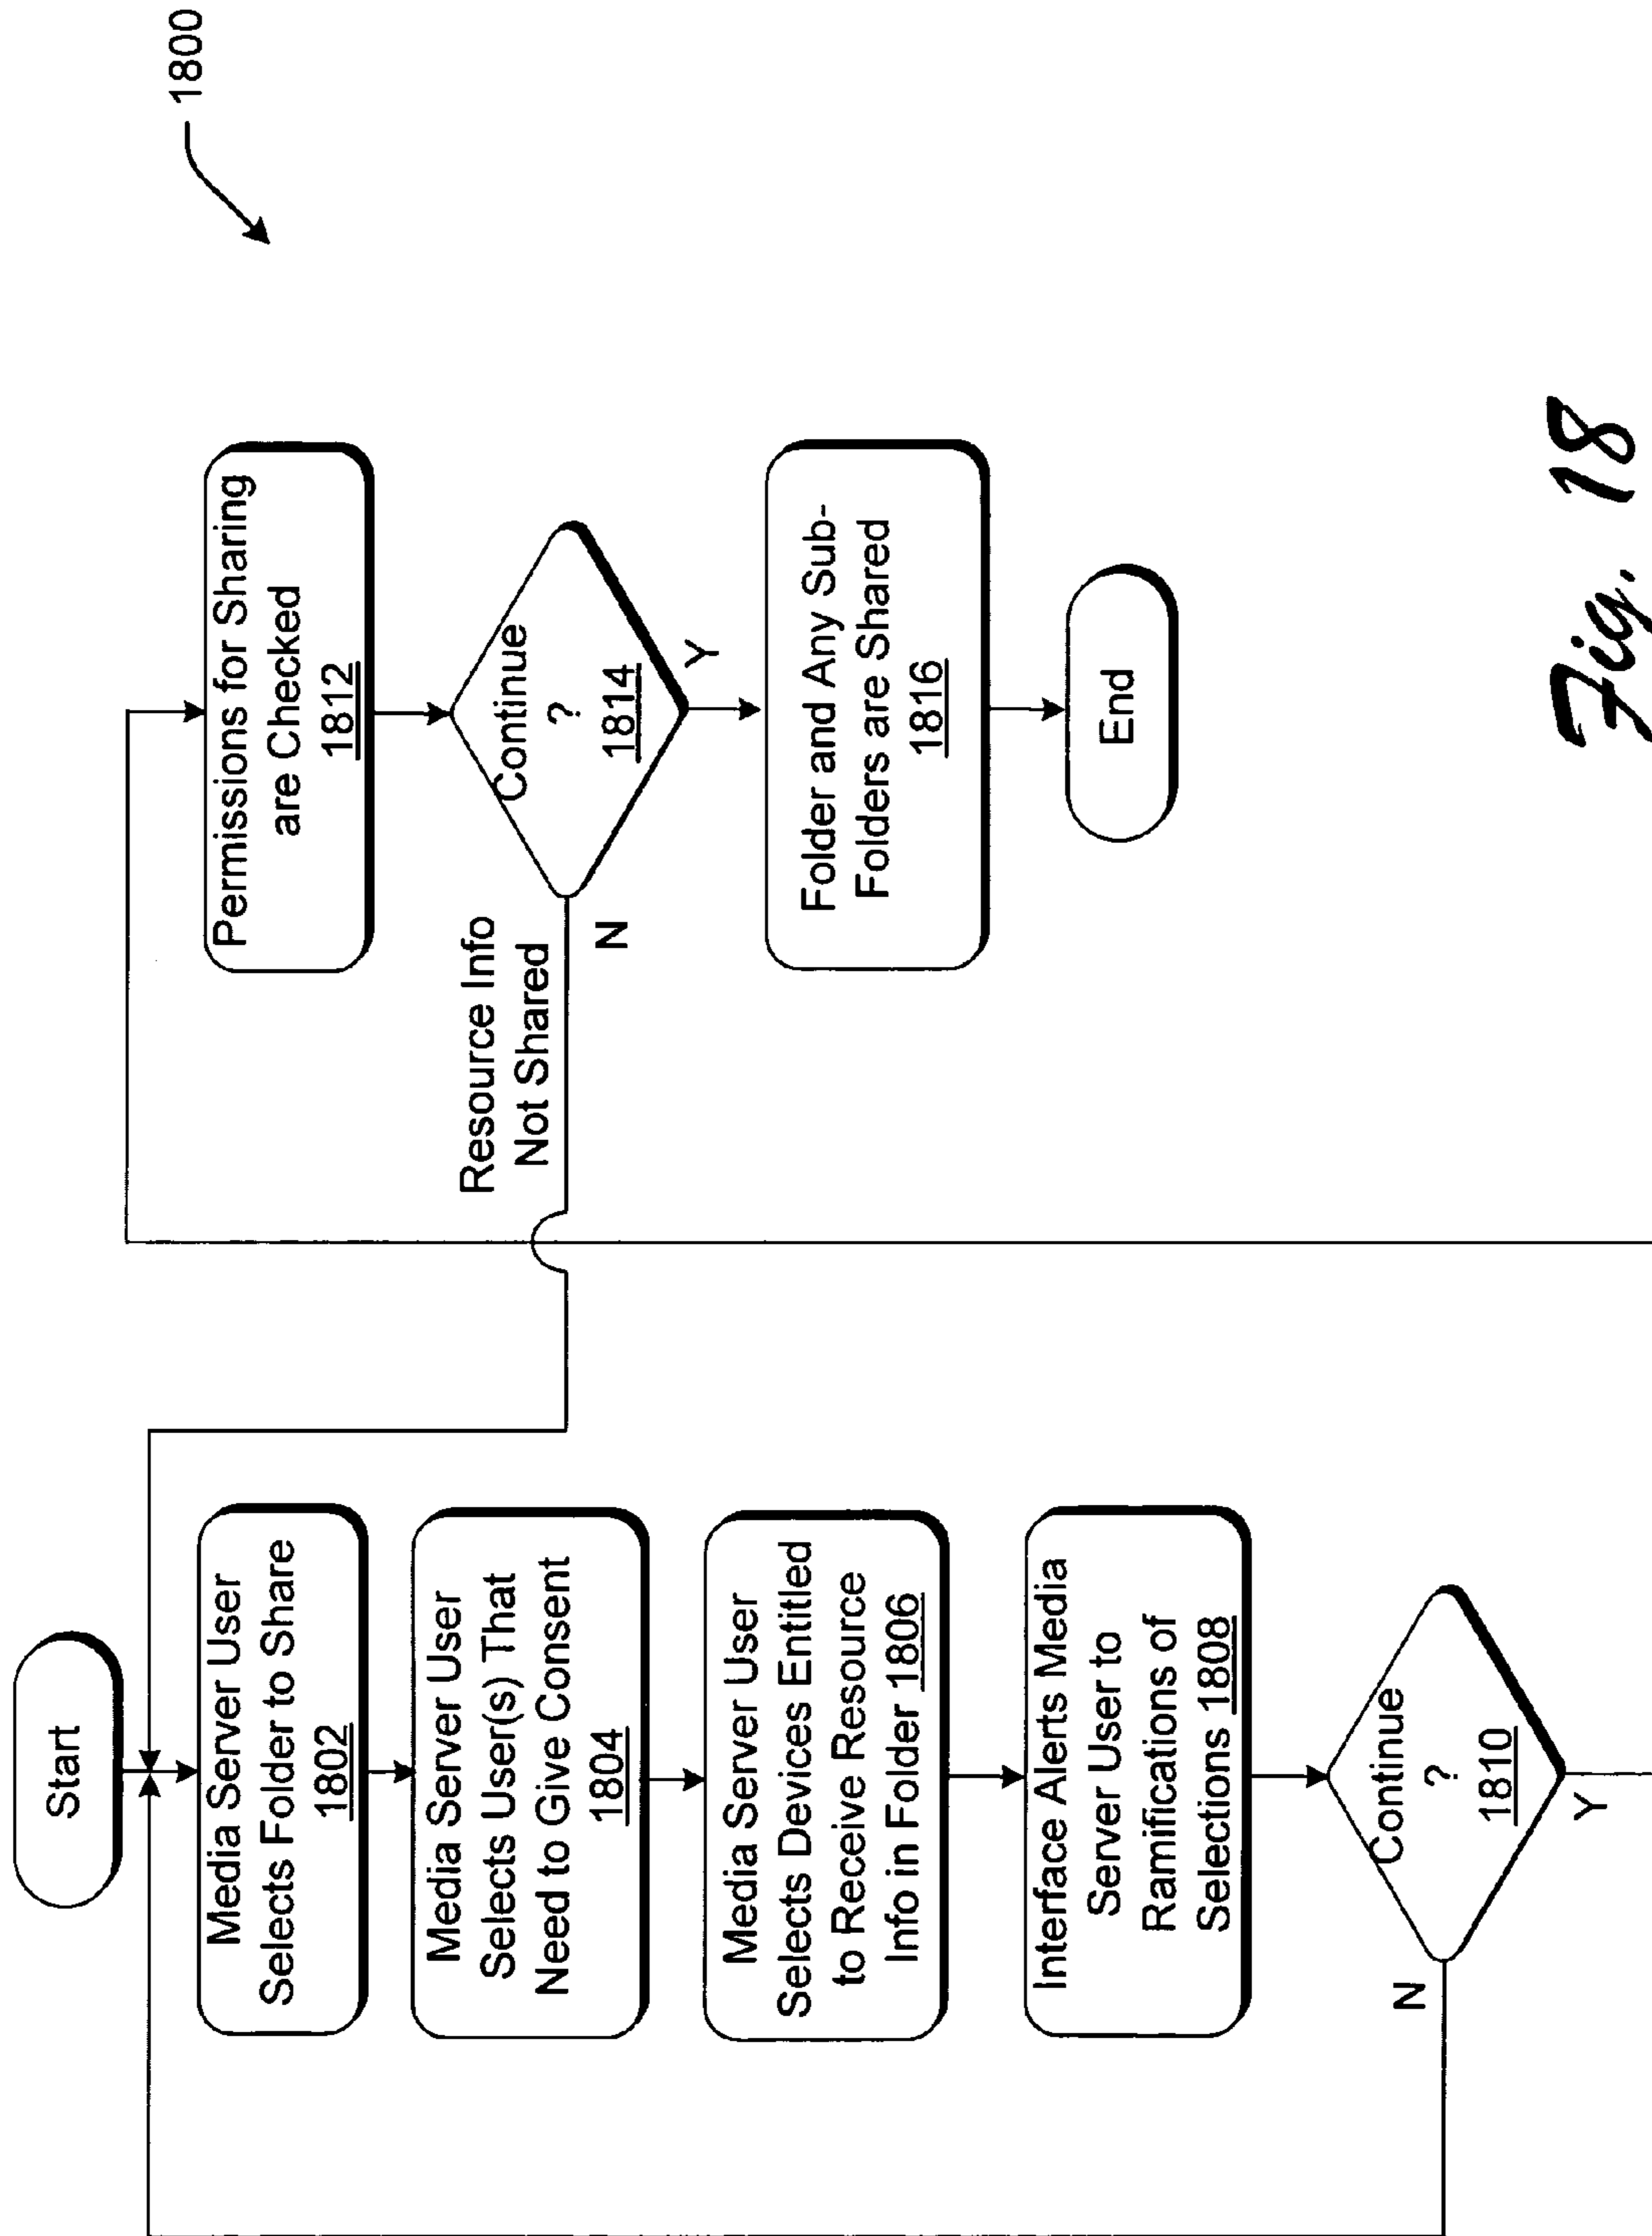 1800
Start
Media Server User
Selects Folder to Share
1802
Media Server User
Selects User(s) That
Need to Give Consent
1804
Media Server User
Selects Devices Entitled
to Receive Resource
Info in Folder 1806
Interface Alerts Media
Server User to
Ramifications of
Selections 1808
Continue
?
1810
N
Y
Permissions for Sharing
are Checked
1812
Continue
?
1814
Resource Info
Not Shared
N
Y
Folder and Any Sub-
Folders are Shared
1816
End
Fig. 18